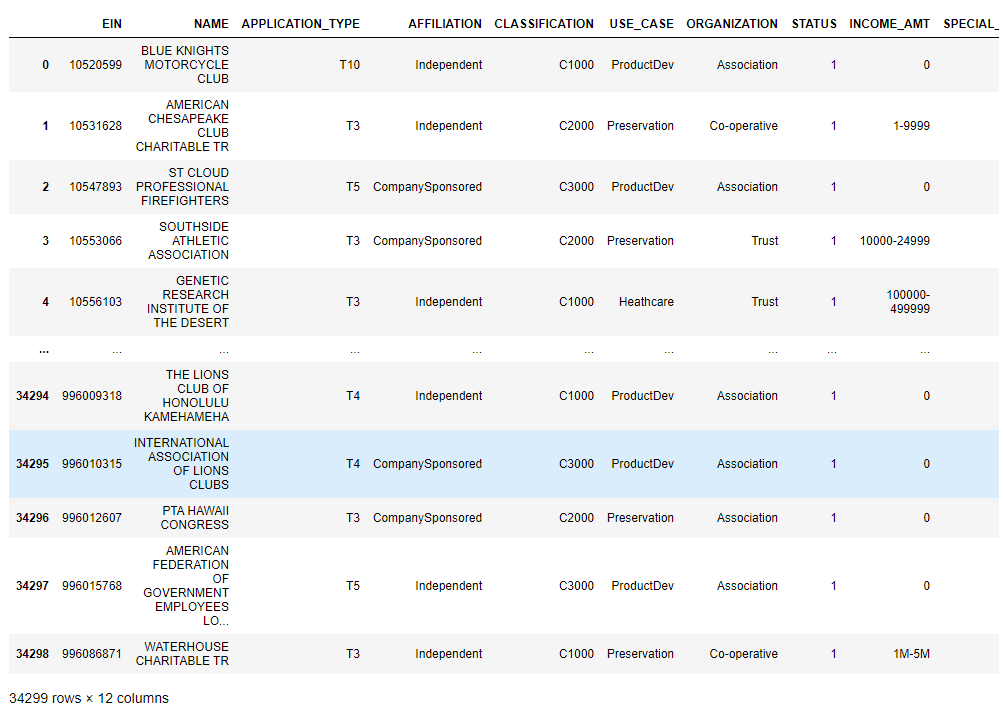 EIN NAME APPLICATION_TYPE AFFILIATION CLASSIFICATION USE_CASE ORGANIZATION STATUS INCOME_AMT SPECIAL_
0 10520599 BLUE KNIGHTS MOTORCYCLE CLUB T10 Independent C1000 ProductDev Association 1 0
1 10531628 AMERICAN CHESAPEAKE CLUB CHARITABLE TR T3 Independent C2000 Preservation Co-operative 1 1-9999
2 10547893 ST CLOUD PROFESSIONAL FIREFIGHTERS T5 CompanySponsored C3000 ProductDev Association 1 0
3 10553066 SOUTHSIDE ATHLETIC ASSOCIATION T3 CompanySponsored C2000 Preservation Trust 1 10000-24999
4 10556103 GENETIC RESEARCH INSTITUTE OF THE DESERT T3 Independent C1000 Heathcare Trust 1 100000-499999
... ... ... ... ... ... ... ... ... ...
34294 996009318 THE LIONS CLUB OF HONOLULU KAMEHAMEHA T4 Independent C1000 ProductDev Association 1 0
34295 996010315 INTERNATIONAL ASSOCIATION OF LIONS CLUBS T4 CompanySponsored C3000 ProductDev Association 1 0
34296 996012607 PTA HAWAII CONGRESS T3 CompanySponsored C2000 Preservation Association 1 0
34297 996015768 AMERICAN FEDERATION OF GOVERNMENT EMPLOYEES LO... T5 Independent C3000 ProductDev Association 1 0
34298 996086871 WATERHOUSE CHARITABLE TR T3 Independent C1000 Preservation Co-operative 1 1M-5M
34299 rows × 12 columns